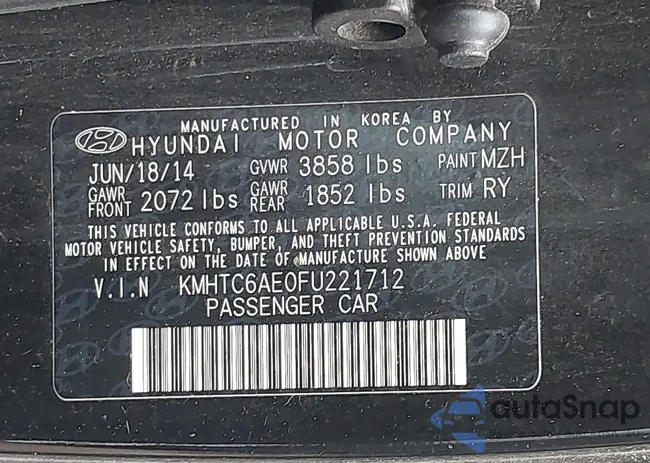 MANUFACTURED IN KOREA BY
HYUNDAI MOTOR COMPANY
JUN/18/14 GVWR 3858 lbs PAINT MZH
GAWR FRONT 2072 lbs GAWR REAR 1852 lbs TRIM RY
THIS VEHICLE CONFORMS TO ALL APPLICABLE U.S.A. FEDERAL
MOTOR VEHICLE SAFETY, BUMPER, AND THEFT PREVENTION STANDARDS
IN EFFECT ON THE DATE OF MANUFACTURE SHOWN ABOVE
V.I.N KMHTC6AE0FU221712
PASSENGER CAR
autaSnap